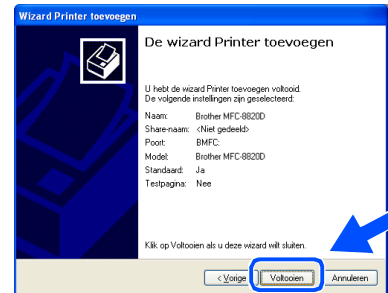 Wizard Printer toevoegen
De wizard Printer toevoegen
U hebt de wizard Printer toevoegen voltooid.
De volgende instellingen zijn geselecteerd:
Naam: Brother MFC-8820D
Share-naam: <Niet gedeeld>
Poort: BMFC:
Model: Brother MFC-8820D
Standaard: Ja
Testpagina: Nee
Klik op Voltooien als u deze wizard wilt sluiten.
< Vorige Voltooien Annuleren